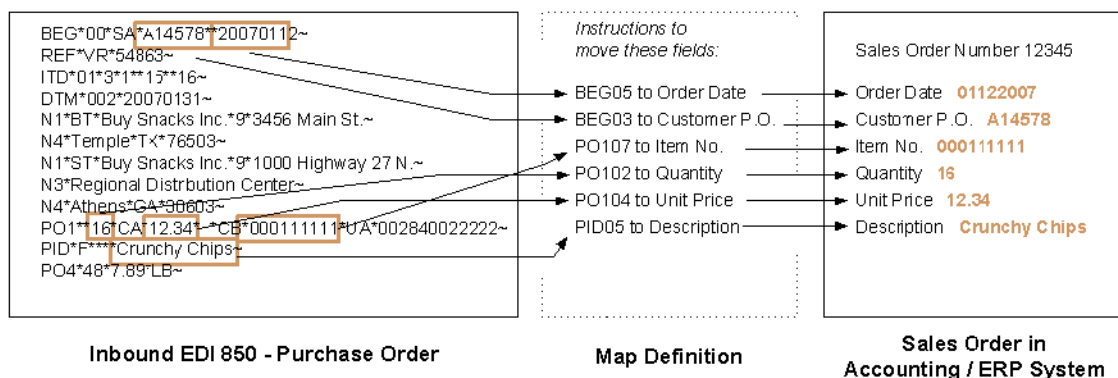 BEG*00*SA*A14578**20070112~
REF*VR*54863~
ITD*01*3*1**15**16~
DTM*002*20070131~
N1*BT*Buy Snacks Inc.*9*3456 Main St.~
N4*Temple*TX*76503~
N1*ST*Buy Snacks Inc.*9*1000 Highway 27 N.~
N3*Regional Distrbution Center~
N4*Athens*GA*30603~
PO1**16*CA*12.34**CB*000111111*UA*002840022222~
PID*F****Crunchy Chips~
PO4*48*7.89*LB~
Inbound EDI 850 - Purchase Order
Instructions to
move these fields:
BEG05 to Order Date
BEG03 to Customer P.O.
PO107 to Item No.
PO102 to Quantity
PO104 to Unit Price
PID05 to Description
Map Definition
Sales Order Number 12345
Order Date 01122007
Customer P.O. A14578
Item No. 000111111
Quantity 16
Unit Price 12.34
Description Crunchy Chips
Sales Order in
Accounting / ERP System